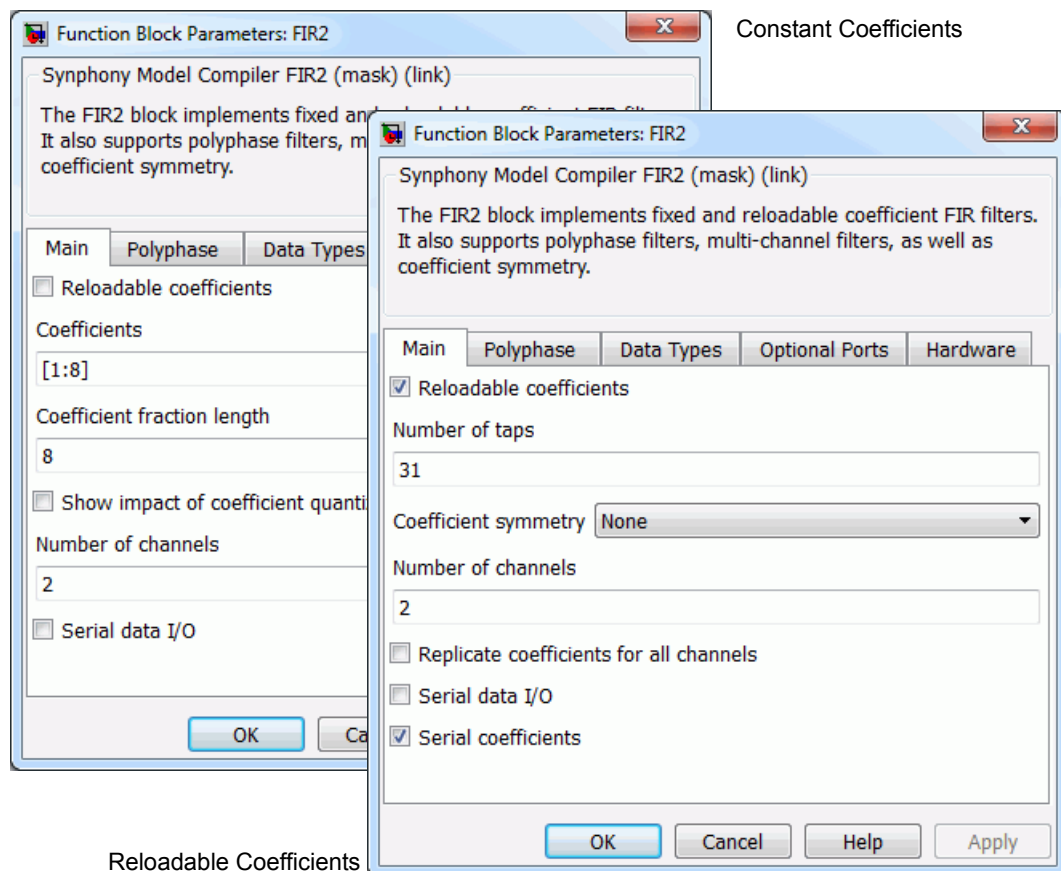 Constant Coefficients
Function Block Parameters: FIR2
Synphony Model Compiler FIR2 (mask) (link)
The FIR2 block implements fixed and
It also supports polyphase filters, m
coefficient symmetry.
Main
Polyphase
Data Types
Reloadable coefficients
Coefficients
[1:8]
Coefficient fraction length
8
Show impact of coefficient quanti
Number of channels
2
Serial data I/O
OK
Ca
Function Block Parameters: FIR2
Synphony Model Compiler FIR2 (mask) (link)
The FIR2 block implements fixed and reloadable coefficient FIR filters.
It also supports polyphase filters, multi-channel filters, as well as
coefficient symmetry.
Main
Polyphase
Data Types
Optional Ports
Hardware
Reloadable coefficients
Number of taps
31
Coefficient symmetry None
Number of channels
2
Replicate coefficients for all channels
Serial data I/O
Serial coefficients
OK
Cancel
Help
Apply
Reloadable Coefficients